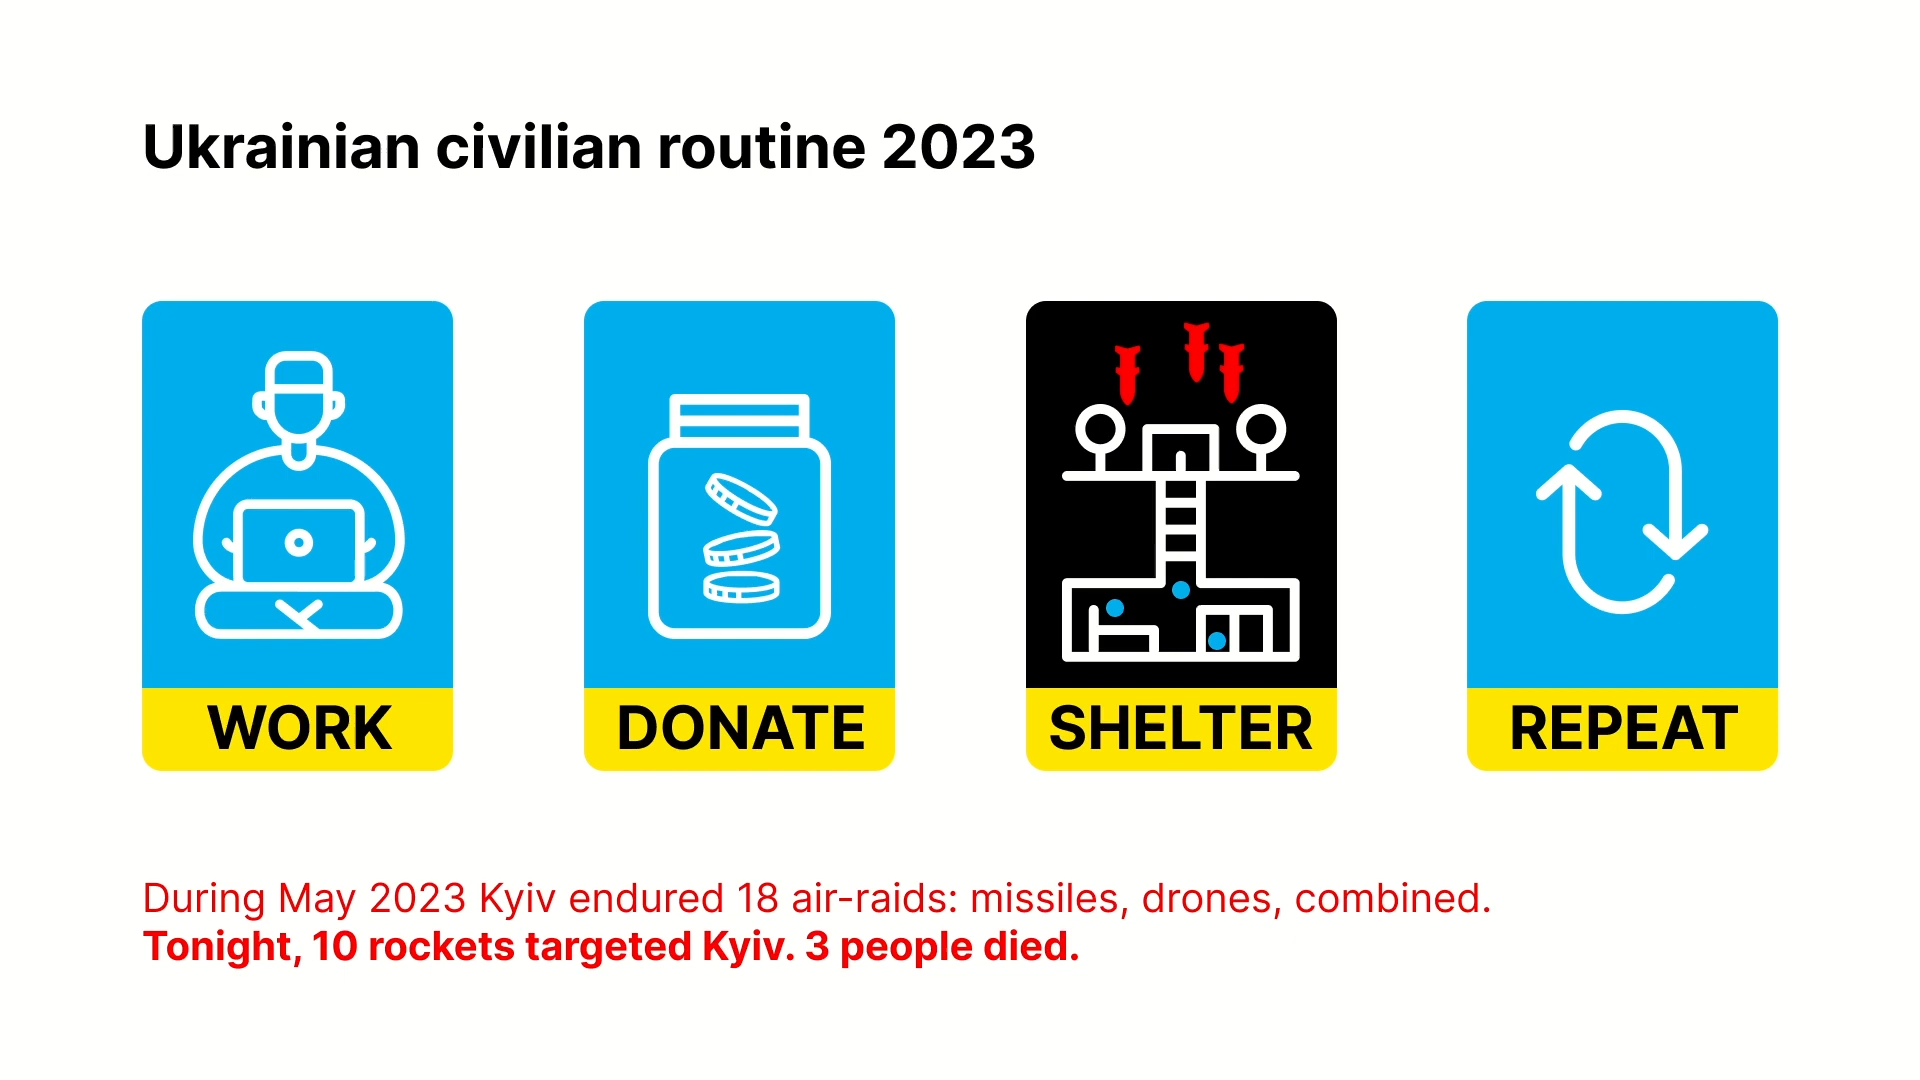 Ukrainian civilian routine 2023
WORK
DONATE
SHELTER
REPEAT
During May 2023 Kyiv endured 18 air-raids: missiles, drones, combined.
Tonight, 10 rockets targeted Kyiv. 3 people died.